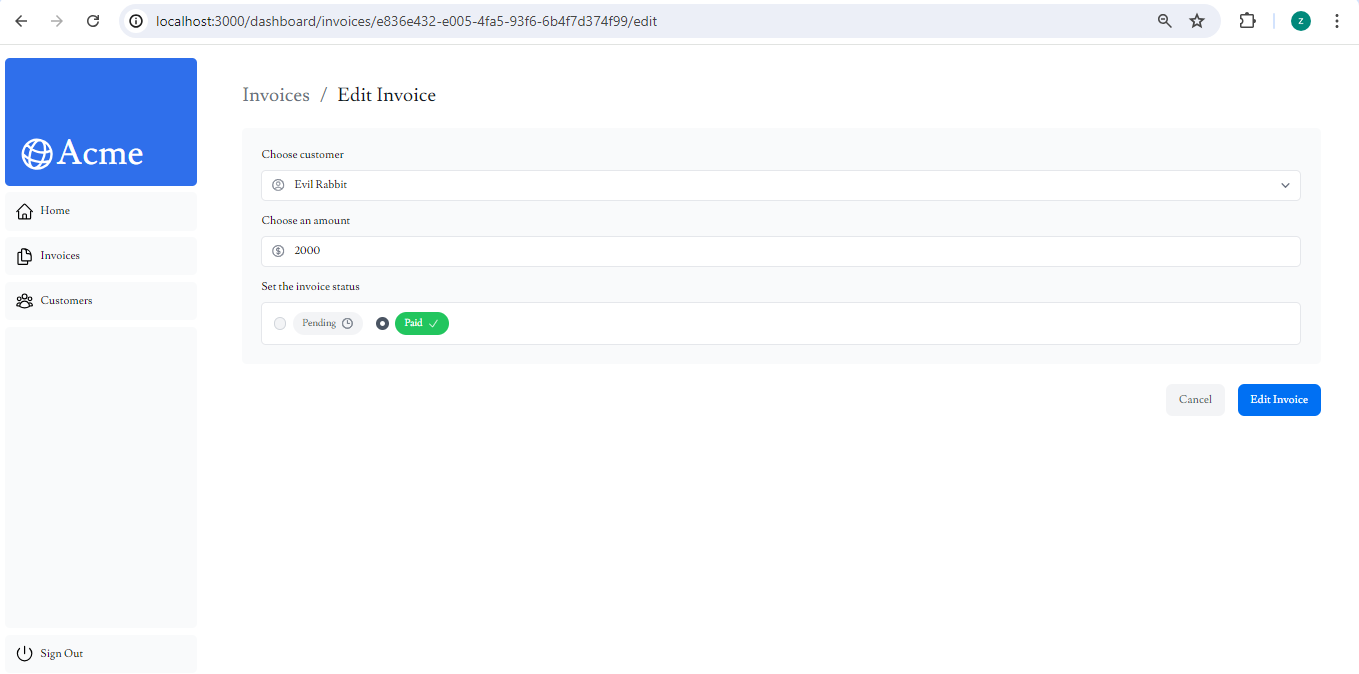 localhost:3000/dashboard/invoices/e836e432-e005-4fa5-93f6-6b4f7d374f99/edit
z
Acme
Home
Invoices
Customers
Sign Out
Invoices / Edit Invoice
Choose customer
Evil Rabbit
Choose an amount
$ 2000
Set the invoice status
Pending Paid
Cancel Edit Invoice